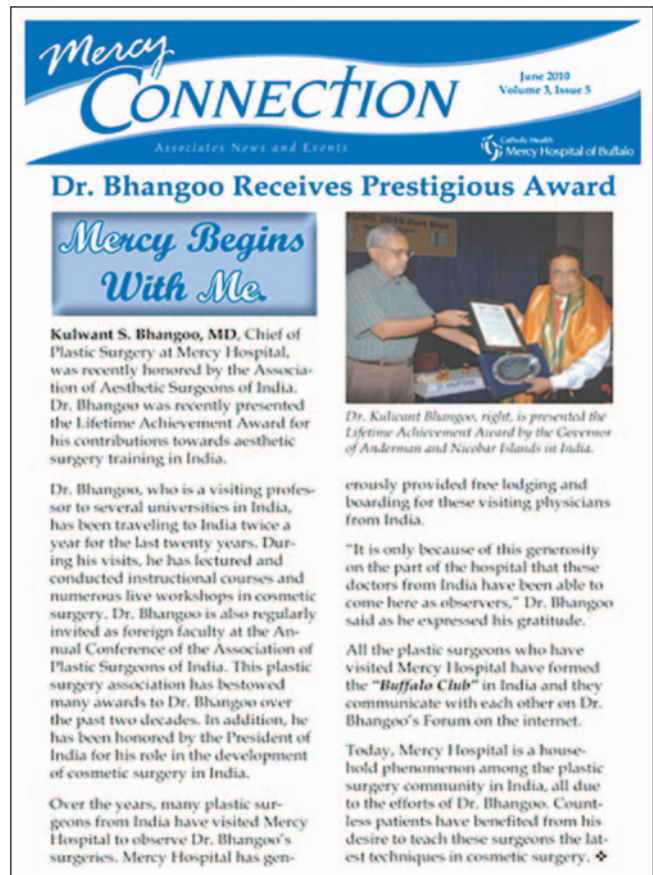 Mercy
CONNECTION
June 2010
Volume 3, Issue 5
Associates News and Events
Catholic Health
Mercy Hospital of Buffalo
Dr. Bhangoo Receives Prestigious Award
Mercy Begins
With Me.
Kulwant S. Bhangoo, MD, Chief of
Plastic Surgery at Mercy Hospital,
was recently honored by the Associa-
tion of Aesthetic Surgeons of India.
Dr. Bhangoo was recently presented
the Lifetime Achievement Award for
his contributions towards aesthetic
surgery training in India.
Dr. Bhangoo, who is a visiting profes-
sor to several universities in India,
has been traveling to India twice a
year for the last twenty years. Dur-
ing his visits, he has lectured and
conducted instructional courses and
numerous live workshops in cosmetic
surgery. Dr. Bhangoo is also regularly
invited as foreign faculty at the An-
nual Conference of the Association of
Plastic Surgeons of India. This plastic
surgery association has bestowed
many awards to Dr. Bhangoo over
the past two decades. In addition, he
has been honored by the President of
India for his role in the development
of cosmetic surgery in India.
Over the years, many plastic sur-
geons from India have visited Mercy
Hospital to observe Dr. Bhangoo's
surgeries. Mercy Hospital has gen-
2010 Port Blair
Dr. Kulwant Bhangoo, right, is presented the
Lifetime Achievement Award by the Governor
of Anderman and Nicobar Islands in India.
erously provided free lodging and
boarding for these visiting physicians
from India.
"It is only because of this generosity
on the part of the hospital that these
doctors from India have been able to
come here as observers," Dr. Bhangoo
said as he expressed his gratitude.
All the plastic surgeons who have
visited Mercy Hospital have formed
the "Buffalo Club" in India and they
communicate with each other on Dr.
Bhangoo's Forum on the internet.
Today, Mercy Hospital is a house-
hold phenomenon among the plastic
surgery community in India, all due
to the efforts of Dr. Bhangoo. Count-
less patients have benefited from his
desire to teach these surgeons the lat-
est techniques in cosmetic surgery. ❖